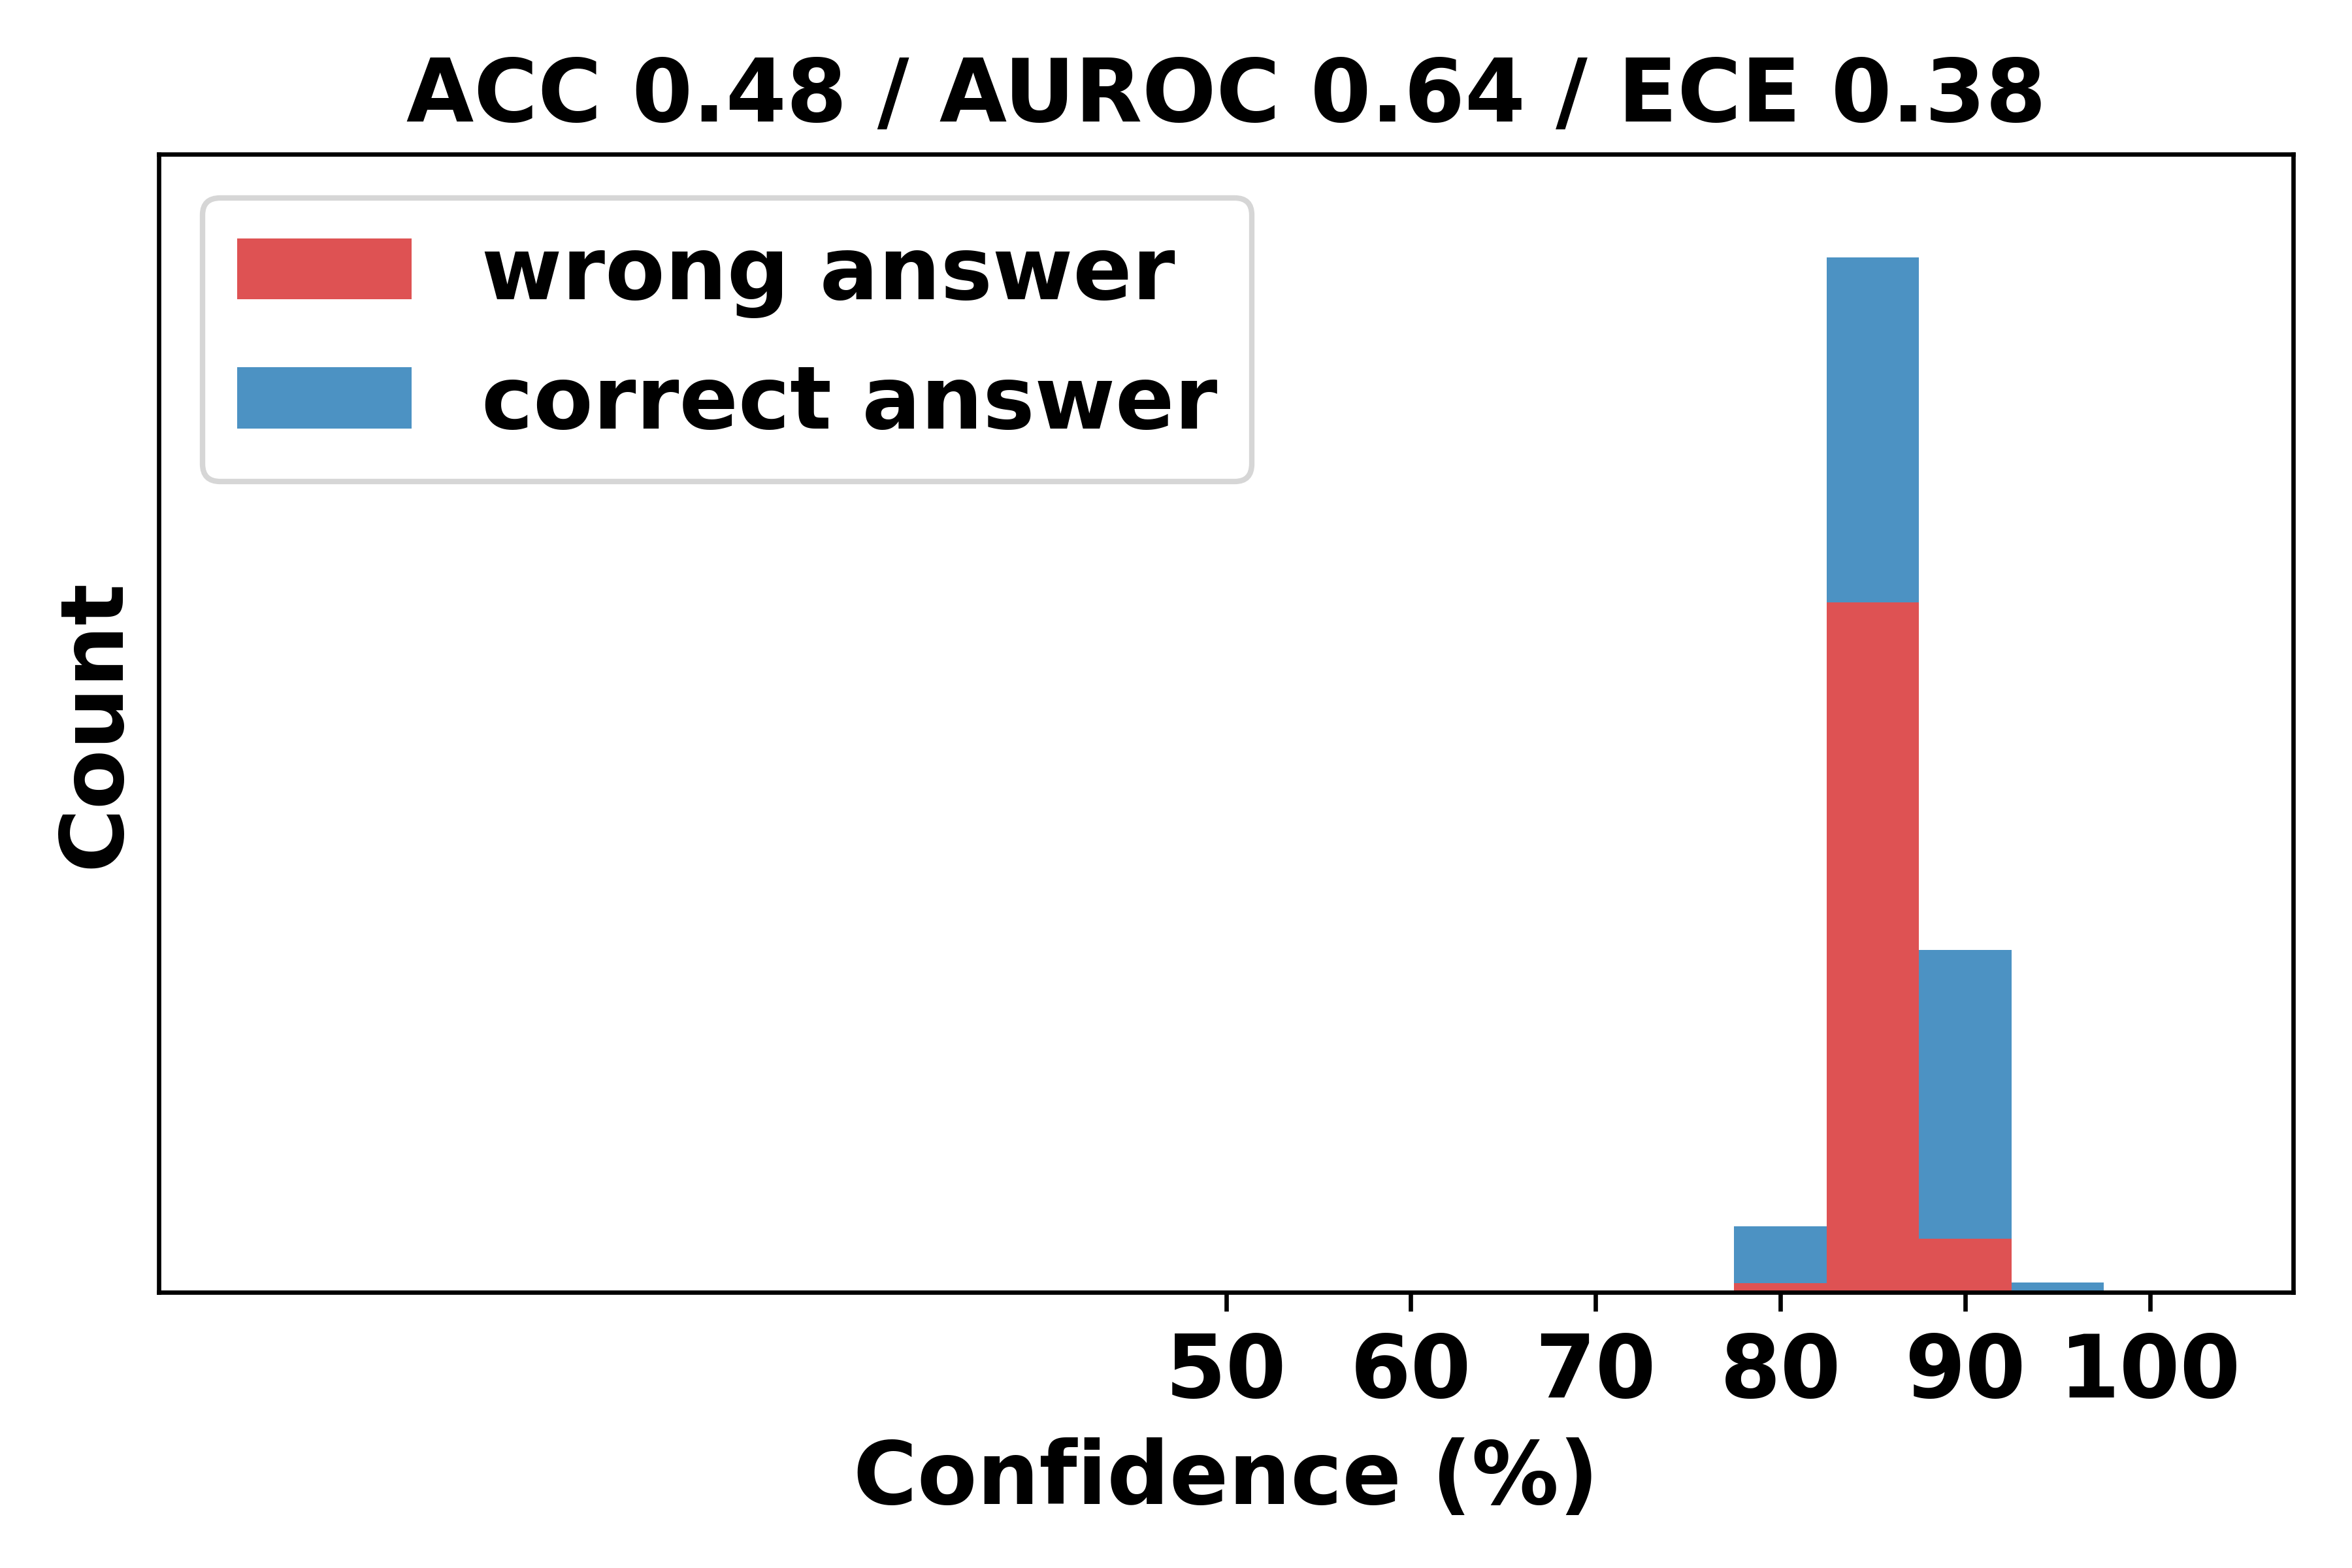 ACC 0.48 / AUROC 0.64 / ECE 0.38
wrong answer
correct answer
Count
50 60 70 80 90 100
Confidence (%)